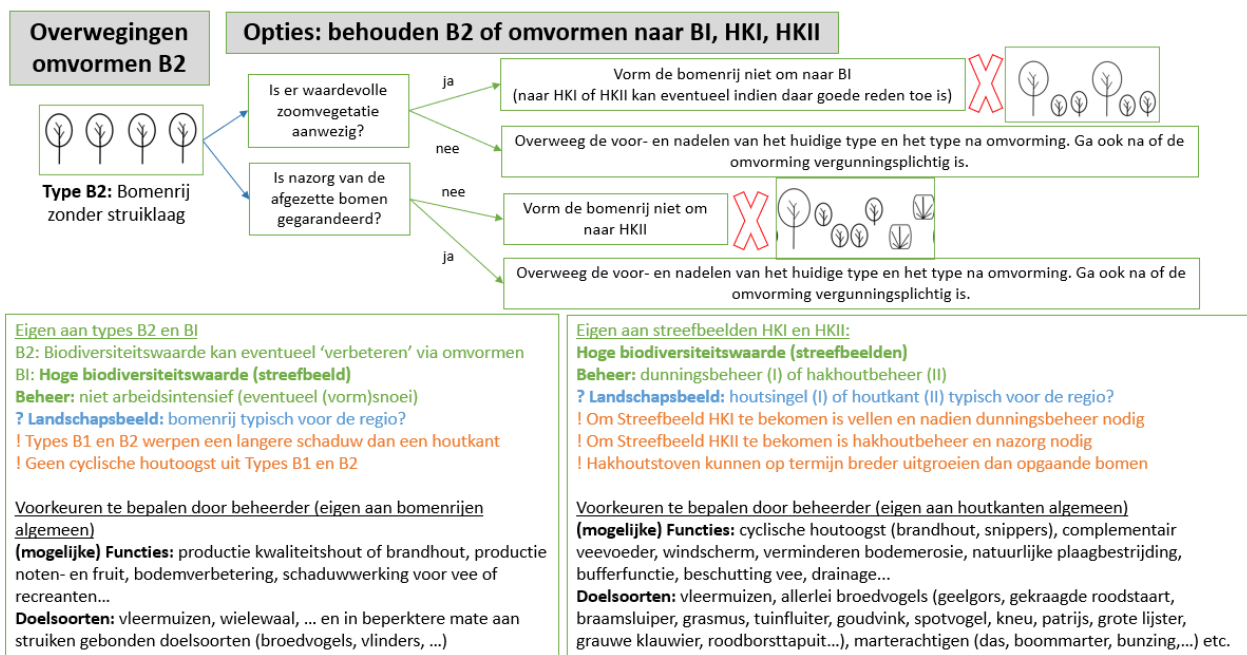 Overwegingen
omvormen B2
Opties: behouden B2 of omvormen naar BI, HKI, HKII
Type B2: Bomenrij
zonder struiklaag
Is er waardevolle
zoomvegetatie
aanwezig?
ja
Vorm de bomenrij niet om naar BI
(naar HKI of HKII kan eventueel indien daar goede reden toe is)
nee
Overweeg de voor- en nadelen van het huidige type en het type na omvorming. Ga ook na of de
omvorming vergunningsplichtig is.
Is nazorg van de
afgezette bomen
gegarandeerd?
nee
Vorm de bomenrij niet om
naar HKII
ja
Overweeg de voor- en nadelen van het huidige type en het type na omvorming. Ga ook na of de
omvorming vergunningsplichtig is.
Eigen aan types B2 en BI
B2: Biodiversiteitswaarde kan eventueel ‘verbeteren’ via omvormen
BI: Hoge biodiversiteitswaarde (streefbeeld)
Beheer: niet arbeidsintensief (eventueel (vorm)snoei)
? Landschapsbeeld: bomenrij typisch voor de regio?
! Types B1 en B2 werpen een langere schaduw dan een houtkant
! Geen cyclische houtoogst uit Types B1 en B2
Voorkeuren te bepalen door beheerder (eigen aan bomenrijen
algemeen)
(mogelijke) Functies: productie kwaliteitshout of brandhout, productie
noten- en fruit, bodemverbetering, schaduwwerking voor vee of
recreanten…
Doelsoorten: vleermuizen, wielewaal, … en in beperktere mate aan
struiken gebonden doelsoorten (broedvogels, vlinders, …)
Eigen aan streefbeelden HKI en HKII:
Hoge biodiversiteitswaarde (streefbeelden)
Beheer: dunningsbeheer (I) of hakhoutbeheer (II)
? Landschapsbeeld: houtsingel (I) of houtkant (II) typisch voor de regio?
! Om Streefbeeld HKI te bekomen is vellen en nadien dunningsbeheer nodig
! Om Streefbeeld HKII te bekomen is hakhoutbeheer en nazorg nodig
! Hakhoutstoven kunnen op termijn breder uitgroeien dan opgaande bomen
Voorkeuren te bepalen door beheerder (eigen aan houtkanten algemeen)
(mogelijke) Functies: cyclische houtoogst (brandhout, snippers), complementair
veevoeder, windscherm, verminderen bodemerosie, natuurlijke plaagbestrijding,
bufferfunctie, beschutting vee, drainage…
Doelsoorten: vleermuizen, allerlei broedvogels (geelgors, gekraagde roodstaart,
braamsluiper, grasmus, tuinfluiter, goudvink, spotvogel, kneu, patrijs, grote lijster,
grauwe klauwier, roodborsttapuit…), marterachtigen (das, boommarter, bunzing,…) etc.